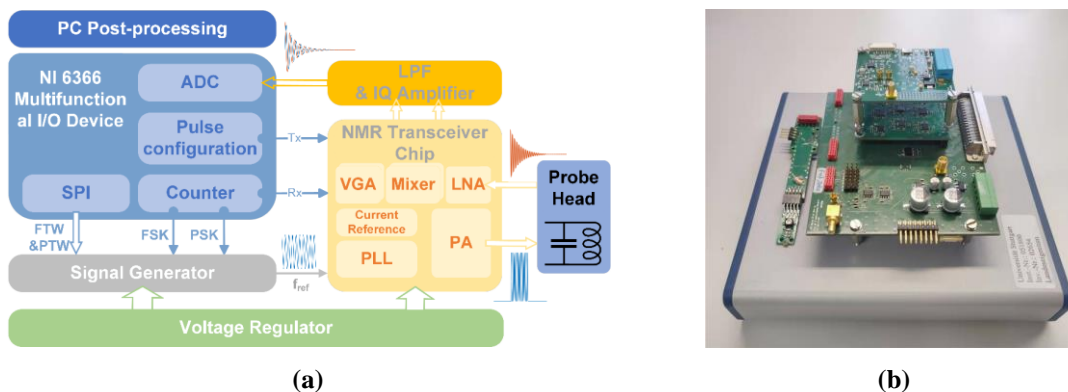 PC Post-processing
NI 6366
Multifunction
al I/O Device
ADC
Pulse
configuration
SPI
Counter
LPF
& IQ Amplifier
Tx
Rx
NMR Transceiver
Chip
VGA
Mixer
LNA
Current
Reference
PLL
PA
Probe
Head
FTW
&PTW
FSK
PSK
Signal Generator
fref
Voltage Regulator
(a)
(b)